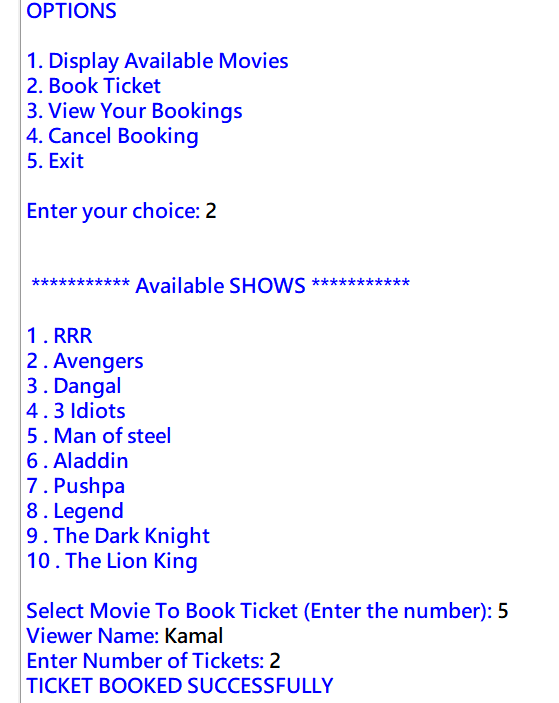 OPTIONS
1. Display Available Movies
2. Book Ticket
3. View Your Bookings
4. Cancel Booking
5. Exit
Enter your choice: 2
*********** Available SHOWS ***********
1 . RRR
2 . Avengers
3 . Dangal
4 . 3 Idiots
5 . Man of steel
6 . Aladdin
7 . Pushpa
8 . Legend
9 . The Dark Knight
10 . The Lion King
Select Movie To Book Ticket (Enter the number): 5
Viewer Name: Kamal
Enter Number of Tickets: 2
TICKET BOOKED SUCCESSFULLY